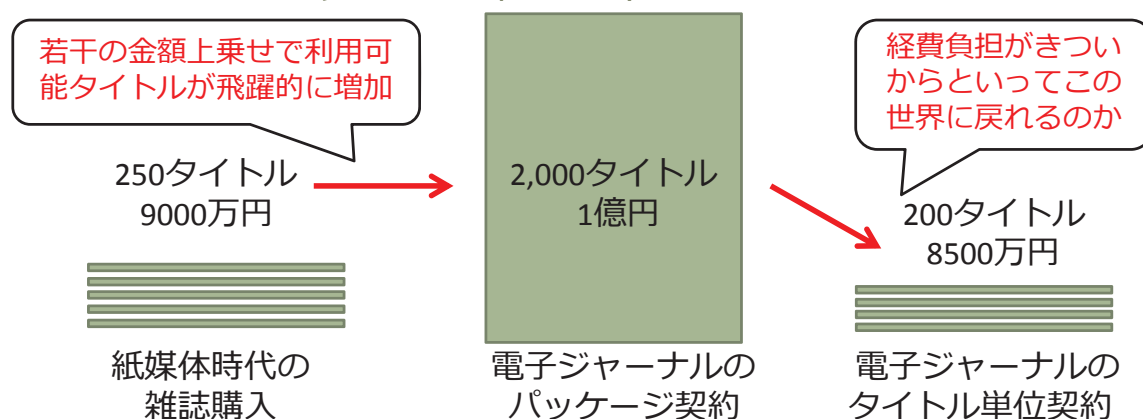 若干の金額上乗せで利用可
能タイトルが飛躍的に増加
250タイトル
9000万円
紙媒体時代の
雑誌購入
2,000タイトル
1億円
電子ジャーナルの
パッケージ契約
経費負担がきつい
からといってこの
世界に戻れるのか
200タイトル
8500万円
電子ジャーナルの
タイトル単位契約